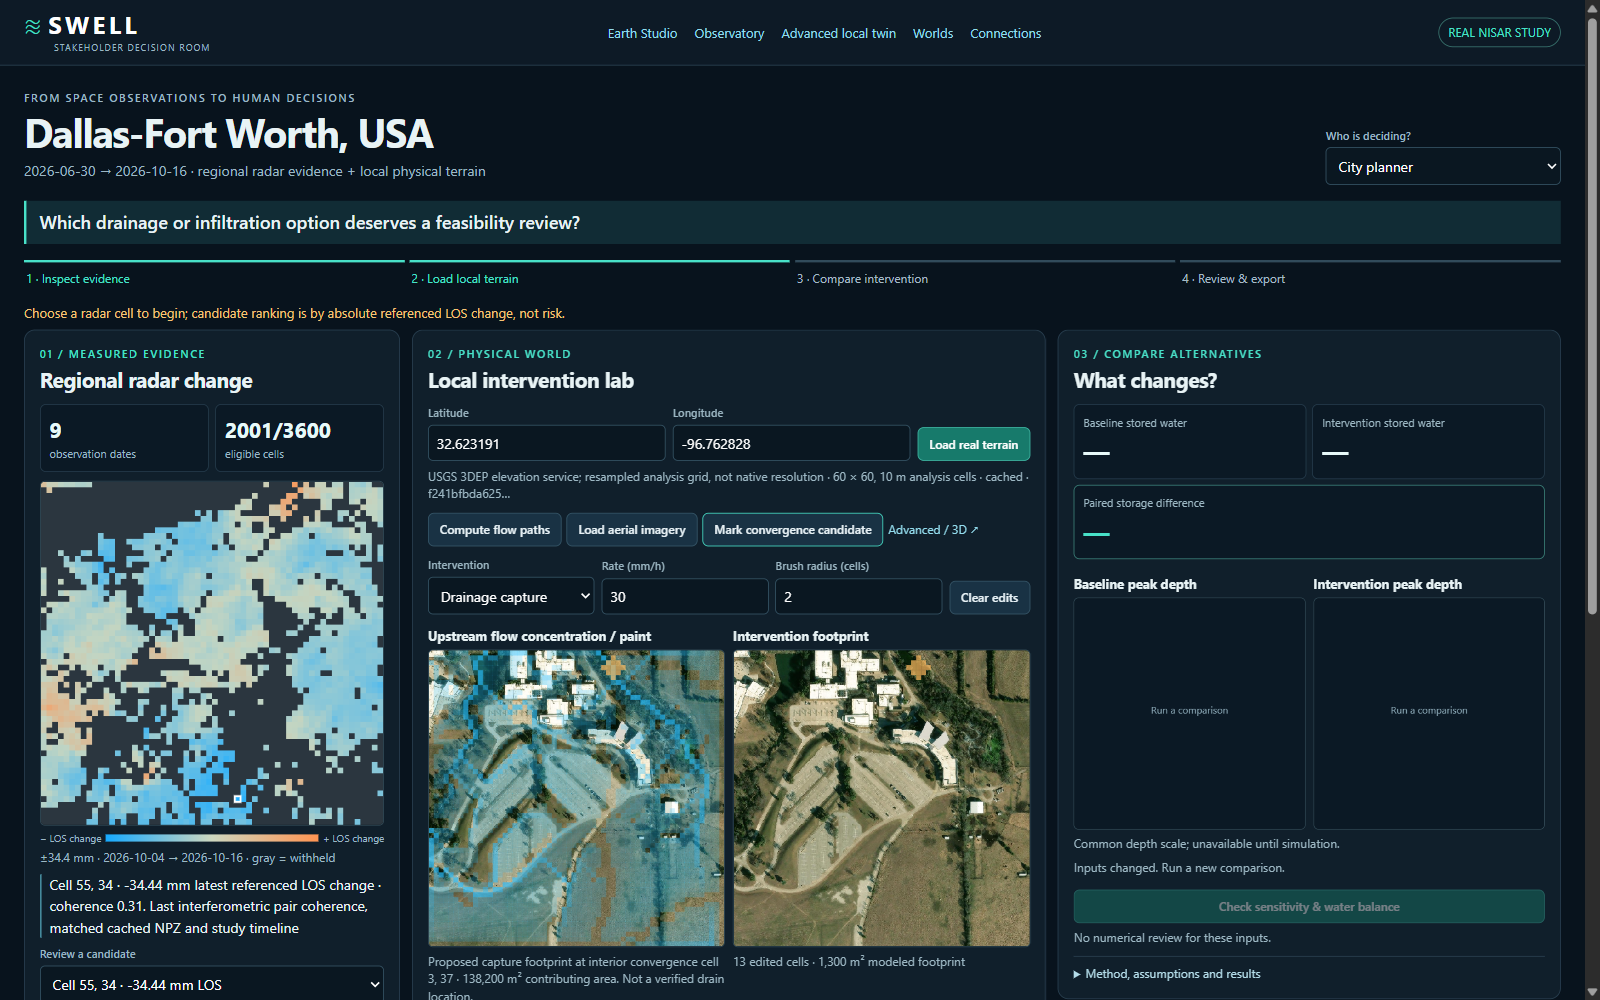 SWELL
STAKEHOLDER DECISION ROOM
Earth Studio
Observatory
Advanced local twin
Worlds
Connections
REAL NISAR STUDY
FROM SPACE OBSERVATIONS TO HUMAN DECISIONS
Dallas-Fort Worth, USA
2026-06-30 → 2026-10-16 · regional radar evidence + local physical terrain
Who is deciding?
City planner
Which drainage or infiltration option deserves a feasibility review?
1 · Inspect evidence
2 · Load local terrain
3 · Compare intervention
4 · Review & export
Choose a radar cell to begin; candidate ranking is by absolute referenced LOS change, not risk.
01 / MEASURED EVIDENCE
Regional radar change
9
observation dates
2001/3600
eligible cells
− LOS change
+ LOS change
±34.4 mm · 2026-10-04 → 2026-10-16 · gray = withheld
Cell 55, 34 · -34.44 mm latest referenced LOS change ·
coherence 0.31. Last interferometric pair coherence,
matched cached NPZ and study timeline
Review a candidate
Cell 55, 34 · -34.44 mm LOS
02 / PHYSICAL WORLD
Local intervention lab
Latitude
Longitude
32.623191
-96.762828
Load real terrain
USGS 3DEP elevation service; resampled analysis grid, not native resolution · 60 × 60, 10 m analysis cells · cached ·
f241bfbda625...
Compute flow paths
Load aerial imagery
Mark convergence candidate
Advanced / 3D ↗
Intervention
Rate (mm/h)
Brush radius (cells)
Drainage capture
30
2
Clear edits
Upstream flow concentration / paint
Intervention footprint
Proposed capture footprint at interior convergence cell
3, 37 · 138,200 m² contributing area. Not a verified drain
location.
13 edited cells · 1,300 m² modeled footprint
03 / COMPARE ALTERNATIVES
What changes?
Baseline stored water
—
Intervention stored water
—
Paired storage difference
—
Baseline peak depth
Intervention peak depth
Run a comparison
Run a comparison
Common depth scale; unavailable until simulation.
Inputs changed. Run a new comparison.
Check sensitivity & water balance
No numerical review for these inputs.
▶ Method, assumptions and results